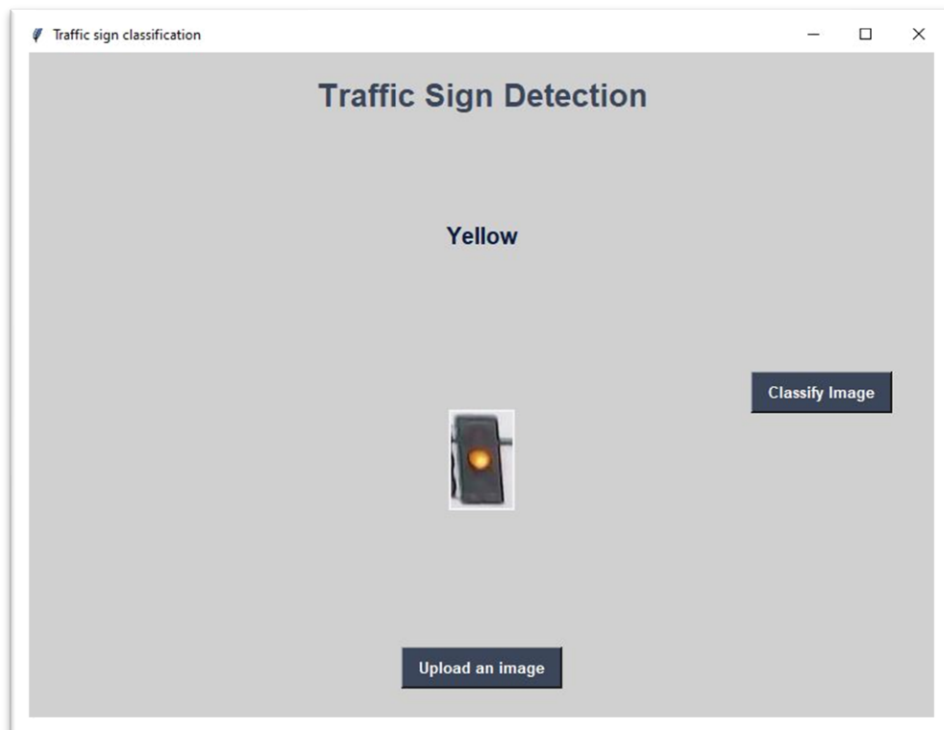 Traffic sign classification
Traffic Sign Detection
Yellow
Classify Image
Upload an image